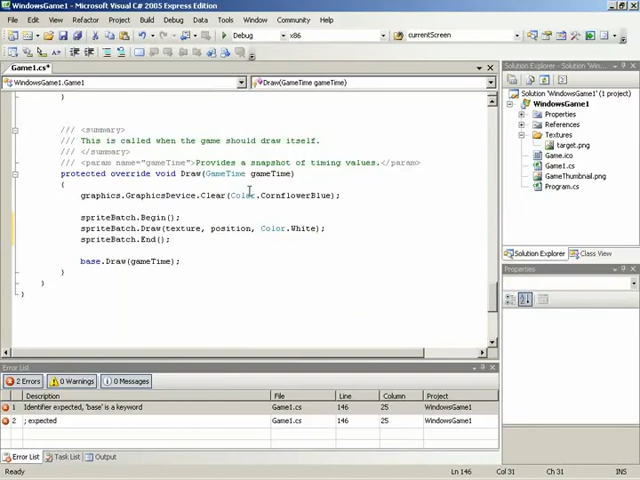 WindowsGame1 - Microsoft Visual C# 2005 Express Edition
File Edit View Refactor Project Build Debug Data Tools Window Community Help
Debug x86 currentScreen
Game1.cs*
WindowsGame1.Game1 Draw(GameTime gameTime)
}
/// <summary>
/// This is called when the game should draw itself.
/// </summary>
/// <param name="gameTime">Provides a snapshot of timing values.</param>
protected override void Draw(GameTime gameTime)
{
graphics.GraphicsDevice.Clear(Color.CornflowerBlue);
spriteBatch.Begin();
spriteBatch.Draw(texture, position, Color.White);
spriteBatch.End();
base.Draw(gameTime);
}
}
}
Solution Explorer - Solution 'Win...
Solution 'WindowsGame1' (1 project)
WindowsGame1
Properties
References
Textures
target.png
Game.ico
Game1.cs
GameThumbnail.png
Program.cs
Solution Explorer Class View
Properties
Error List
2 Errors 0 Warnings 0 Messages
Description File Line Column Project
1 Identifier expected, 'base' is a keyword Game1.cs 146 25 WindowsGame1
2 ; expected Game1.cs 146 25 WindowsGame1
Error List Task List Output
Ready Ln 146 Col 31 Ch 31 INS